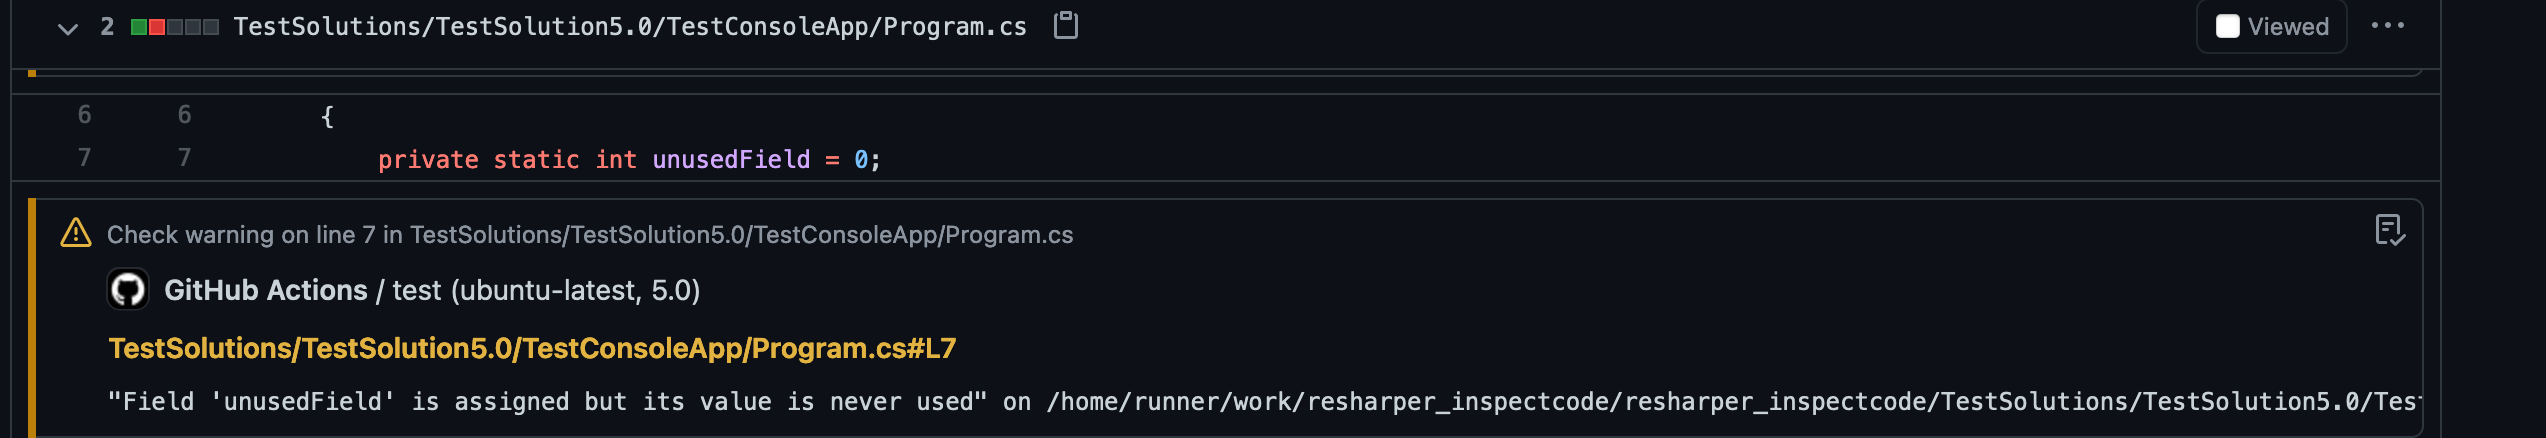 2 TestSolutions/TestSolution5.0/TestConsoleApp/Program.cs Viewed
6 6 {
7 7 private static int unusedField = 0;
Check warning on line 7 in TestSolutions/TestSolution5.0/TestConsoleApp/Program.cs
GitHub Actions / test (ubuntu-latest, 5.0)
TestSolutions/TestSolution5.0/TestConsoleApp/Program.cs#L7
"Field 'unusedField' is assigned but its value is never used" on /home/runner/work/resharper_inspectcode/resharper_inspectcode/TestSolutions/TestSolution5.0/Test